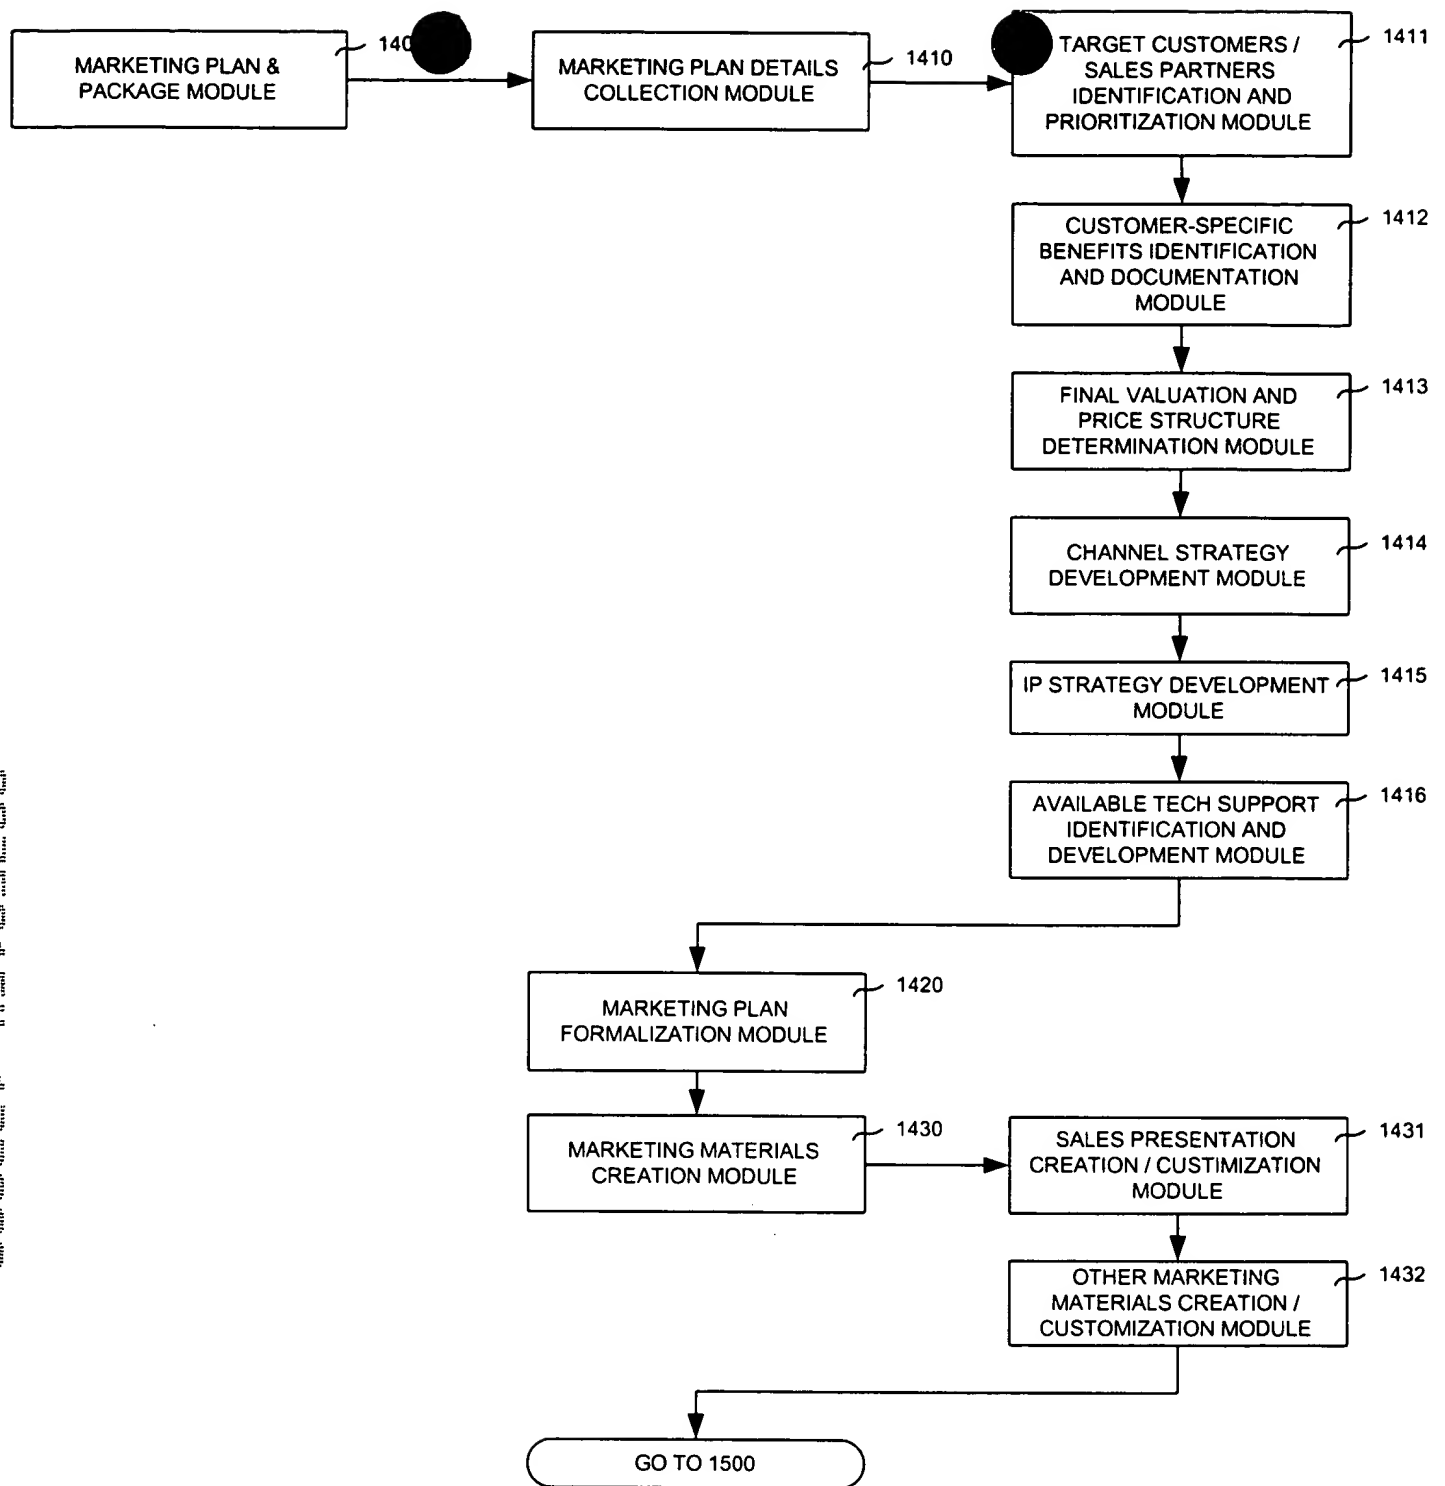 MARKETING PLAN &
PACKAGE MODULE
MARKETING PLAN DETAILS
COLLECTION MODULE
1410
TARGET CUSTOMERS /
SALES PARTNERS
IDENTIFICATION AND
PRIORITIZATION MODULE
1411
CUSTOMER-SPECIFIC
BENEFITS IDENTIFICATION
AND DOCUMENTATION
MODULE
1412
FINAL VALUATION AND
PRICE STRUCTURE
DETERMINATION MODULE
1413
CHANNEL STRATEGY
DEVELOPMENT MODULE
1414
IP STRATEGY DEVELOPMENT
MODULE
1415
AVAILABLE TECH SUPPORT
IDENTIFICATION AND
DEVELOPMENT MODULE
1416
MARKETING PLAN
FORMALIZATION MODULE
1420
MARKETING MATERIALS
CREATION MODULE
1430
SALES PRESENTATION
CREATION / CUSTIMIZATION
MODULE
1431
OTHER MARKETING
MATERIALS CREATION /
CUSTOMIZATION MODULE
1432
GO TO 1500